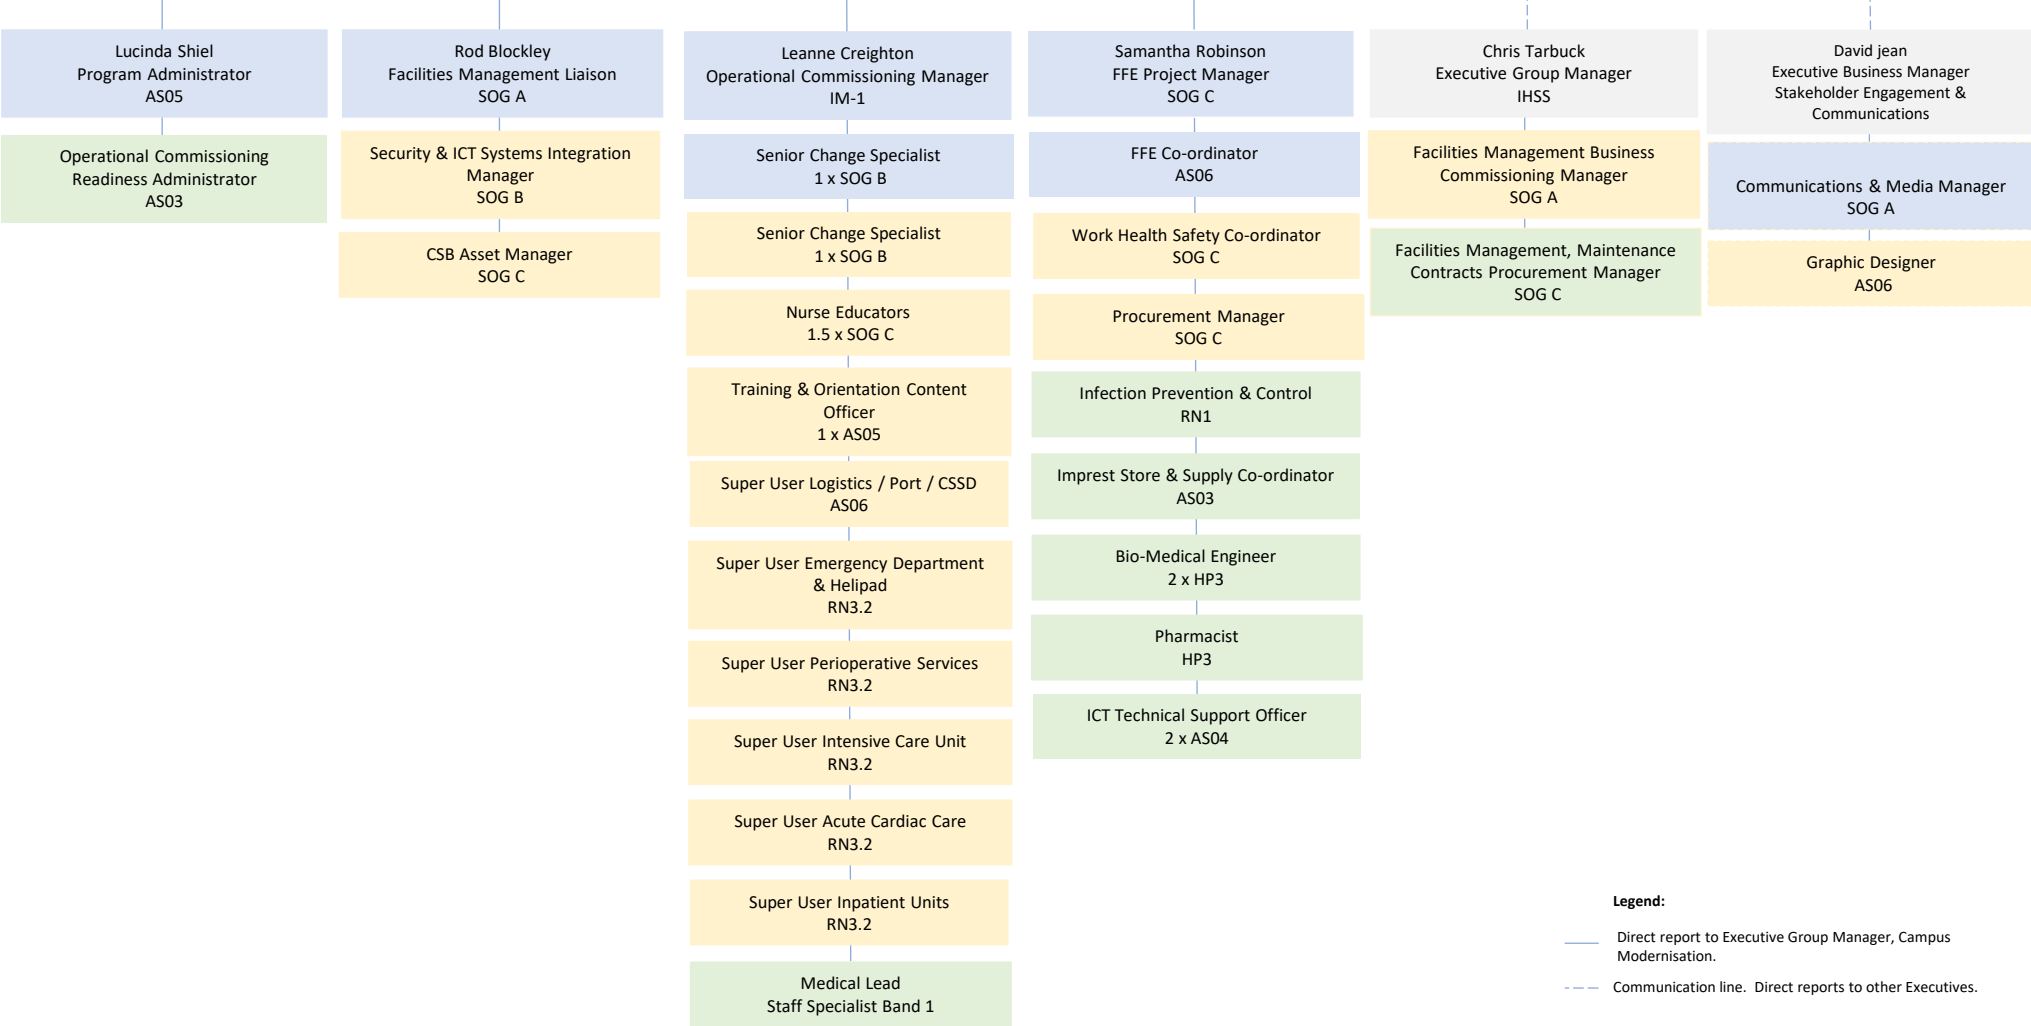 Lucinda Shiel
Program Administrator
AS05
Operational Commissioning
Readiness Administrator
AS03
Rod Blockley
Facilities Management Liaison
SOG A
Security & ICT Systems Integration
Manager
SOG B
CSB Asset Manager
SOG C
Leanne Creighton
Operational Commissioning Manager
IM-1
Senior Change Specialist
1 x SOG B
Senior Change Specialist
1 x SOG B
Nurse Educators
1.5 x SOG C
Training & Orientation Content
Officer
1 x AS05
Super User Logistics / Port / CSSD
AS06
Super User Emergency Department
& Helipad
RN3.2
Super User Perioperative Services
RN3.2
Super User Intensive Care Unit
RN3.2
Super User Acute Cardiac Care
RN3.2
Super User Inpatient Units
RN3.2
Medical Lead
Staff Specialist Band 1
Samantha Robinson
FFE Project Manager
SOG C
FFE Co-ordinator
AS06
Work Health Safety Co-ordinator
SOG C
Procurement Manager
SOG C
Infection Prevention & Control
RN1
Imprest Store & Supply Co-ordinator
AS03
Bio-Medical Engineer
2 x HP3
Pharmacist
HP3
ICT Technical Support Officer
2 x AS04
Chris Tarbuck
Executive Group Manager
IHSS
Facilities Management Business
Commissioning Manager
SOG A
Facilities Management, Maintenance
Contracts Procurement Manager
SOG C
David jean
Executive Business Manager
Stakeholder Engagement &
Communications
Communications & Media Manager
SOG A
Graphic Designer
AS06
Legend:
Direct report to Executive Group Manager, Campus
Modernisation.
Communication line. Direct reports to other Executives.